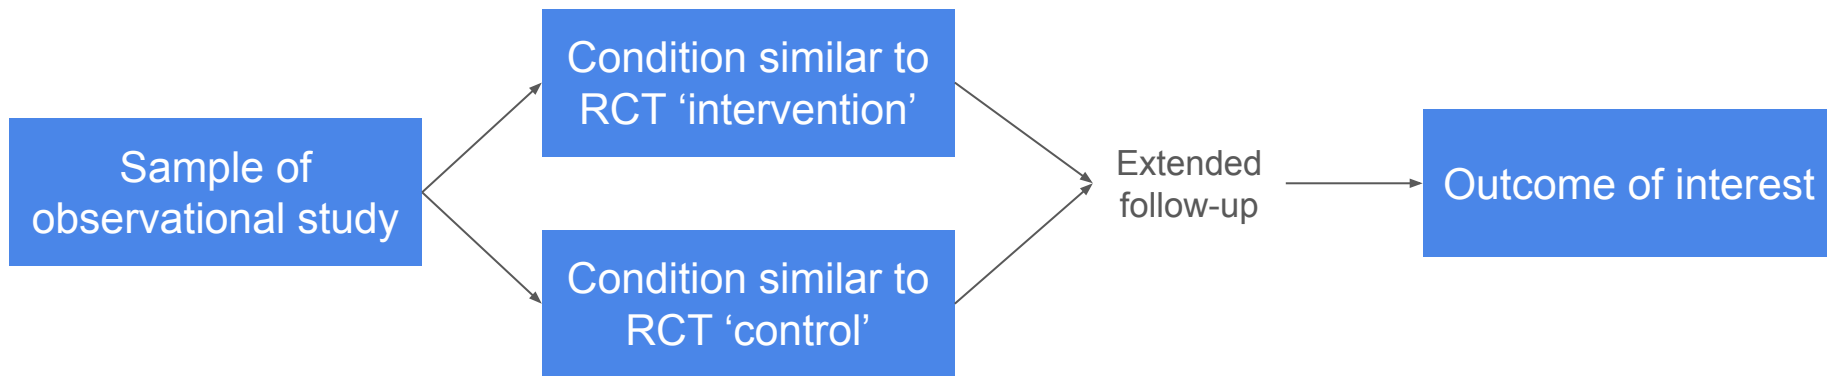 Sample of
observational study
Condition similar to
RCT ‘intervention’
Condition similar to
RCT ‘control’
Extended
follow-up
Outcome of interest